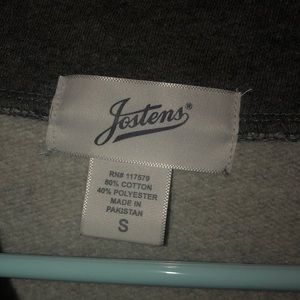 Jostens®
RN# 117579
60% COTTON
40% POLYESTER
MADE IN
PAKISTAN
S